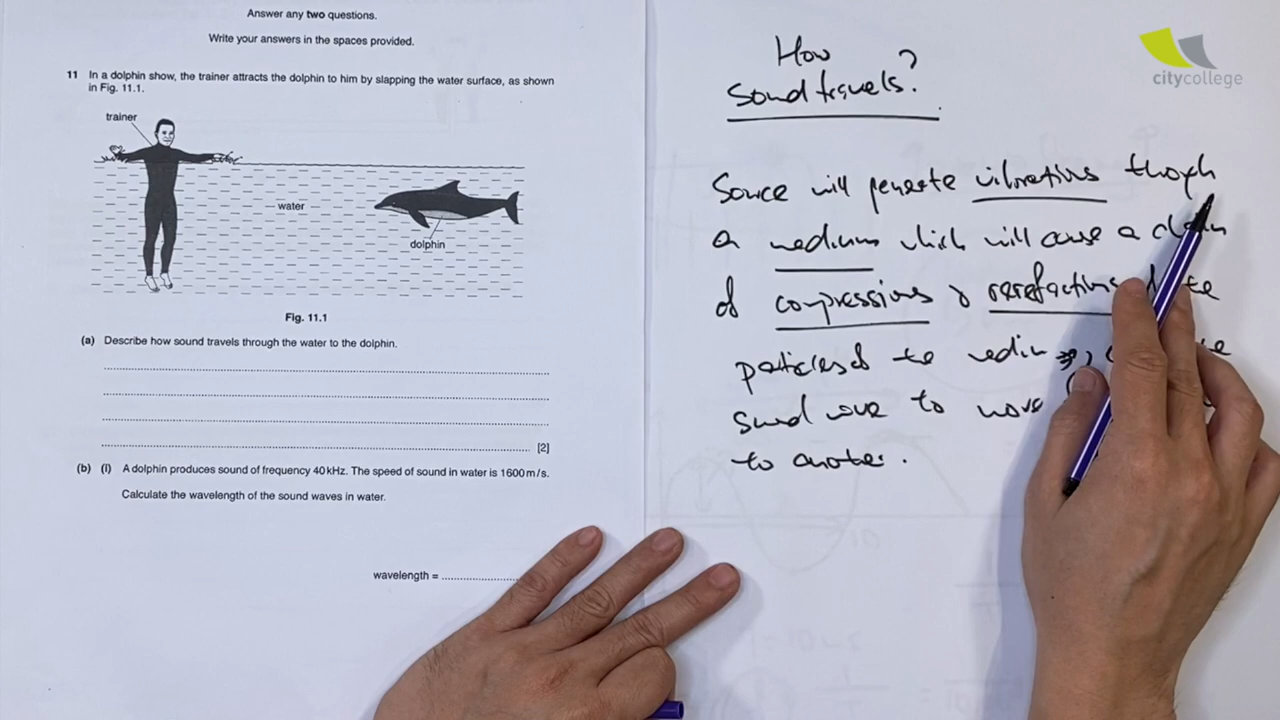 Answer any two questions.
Write your answers in the spaces provided.
11 In a dolphin show, the trainer attracts the dolphin to him by slapping the water surface, as shown
in Fig. 11.1.
trainer
water
dolphin
Fig. 11.1
(a) Describe how sound travels through the water to the dolphin.
[2]
(b) (i) A dolphin produces sound of frequency 40 kHz. The speed of sound in water is 1600 m/s.
Calculate the wavelength of the sound waves in water.
wavelength =
How
Sound travels?
Source will generate vibrations though
a medium which will cause a
of compressions & rarefactions
particles of the
sound wave to move
to another.
citycollege